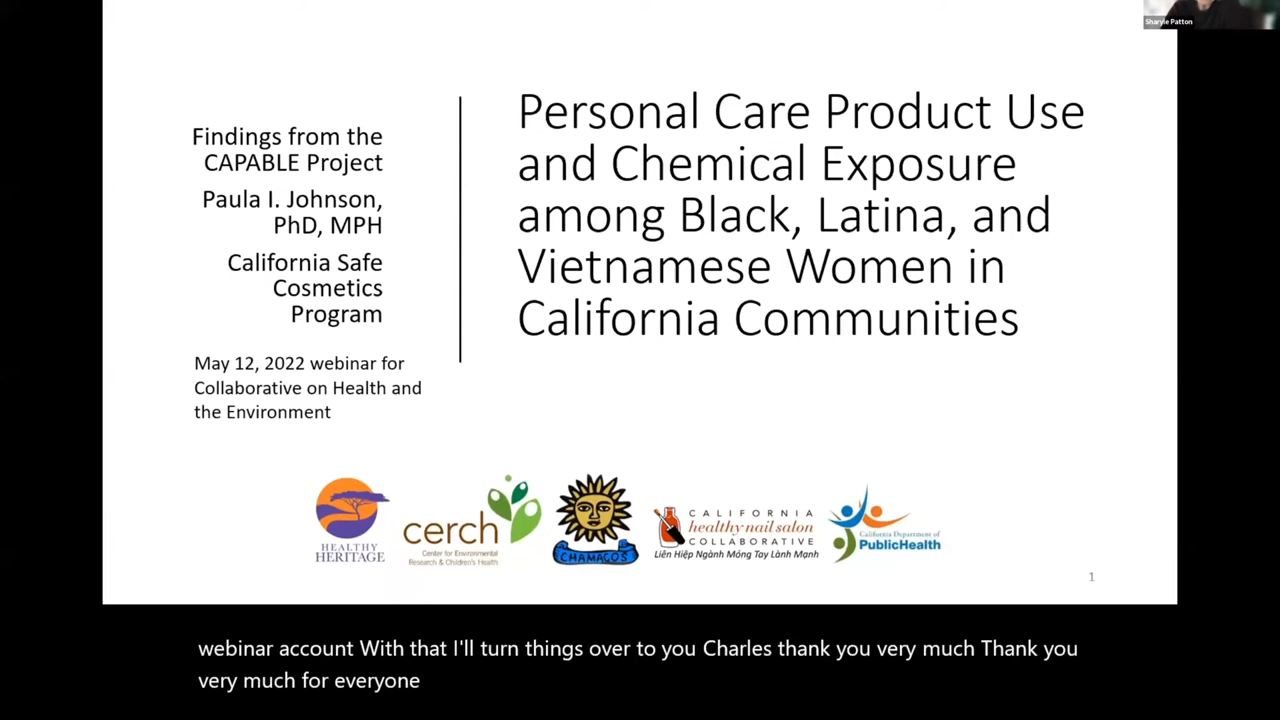 Sharyle Patton
Findings from the
CAPABLE Project
Paula I. Johnson,
PhD, MPH
California Safe
Cosmetics
Program
May 12, 2022 webinar for
Collaborative on Health and
the Environment
Personal Care Product Use
and Chemical Exposure
among Black, Latina, and
Vietnamese Women in
California Communities
HEALTHY
HERITAGE
cerch
Center for Environmental
Research & Children's Health
CHAMACOS
CALIFORNIA
healthy nail salon
COLLABORATIVE
Liên Hiệp Ngành Móng Tay Lành Mạnh
California Department of
PublicHealth
1
webinar account With that I'll turn things over to you Charles thank you very much Thank you
very much for everyone